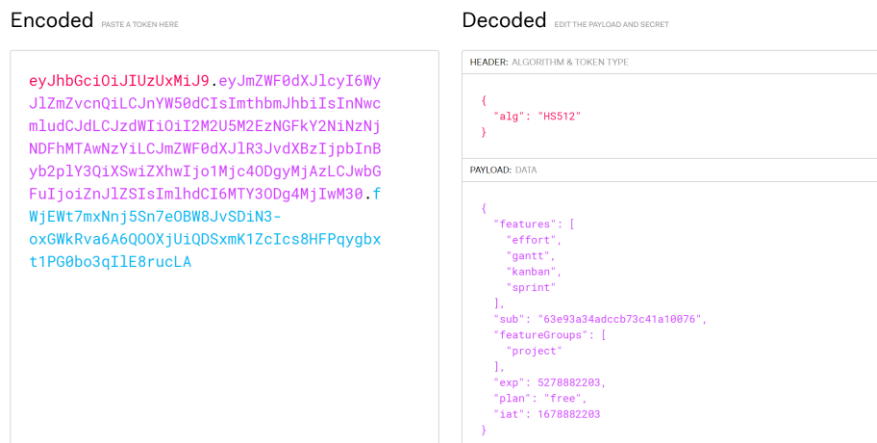 Encoded PASTE A TOKEN HERE
eyJhbGciOiJIUzUxMiJ9.eyJmZWF0dXJlcyI6Wy
JlZmZvcnQiLCJnYW50dCIsImthbmJhbiIsInNwc
mludCJdLCJzdWIiOiI2M2U5M2EzNGFkY2NiNzNj
NDFhMTAwNzYiLCJmZWF0dXJlR3JvdXBzIjpbInB
yb2plY3QiXSwiZXhwIjo1Mjc4ODgyMjAzLCJwbG
FuIjoiZnJlZSIsImlhdCI6MTY3ODg4MjIwM30.f
WjEWt7mxNnj5Sn7eOBW8JvSDiN3-
oxGWkRva6A6QOOXjUiQDSxmK1ZcIcs8HFPqygbx
t1PG0bo3qIlE8rucLA
Decoded EDIT THE PAYLOAD AND SECRET
HEADER: ALGORITHM & TOKEN TYPE
{
"alg": "HS512"
}
PAYLOAD: DATA
{
"features": [
"effort",
"gantt",
"kanban",
"sprint"
],
"sub": "63e93a34adccb73c41a10076",
"featureGroups": [
"project"
],
"exp": 5278882203,
"plan": "free",
"iat": 1678882203
}